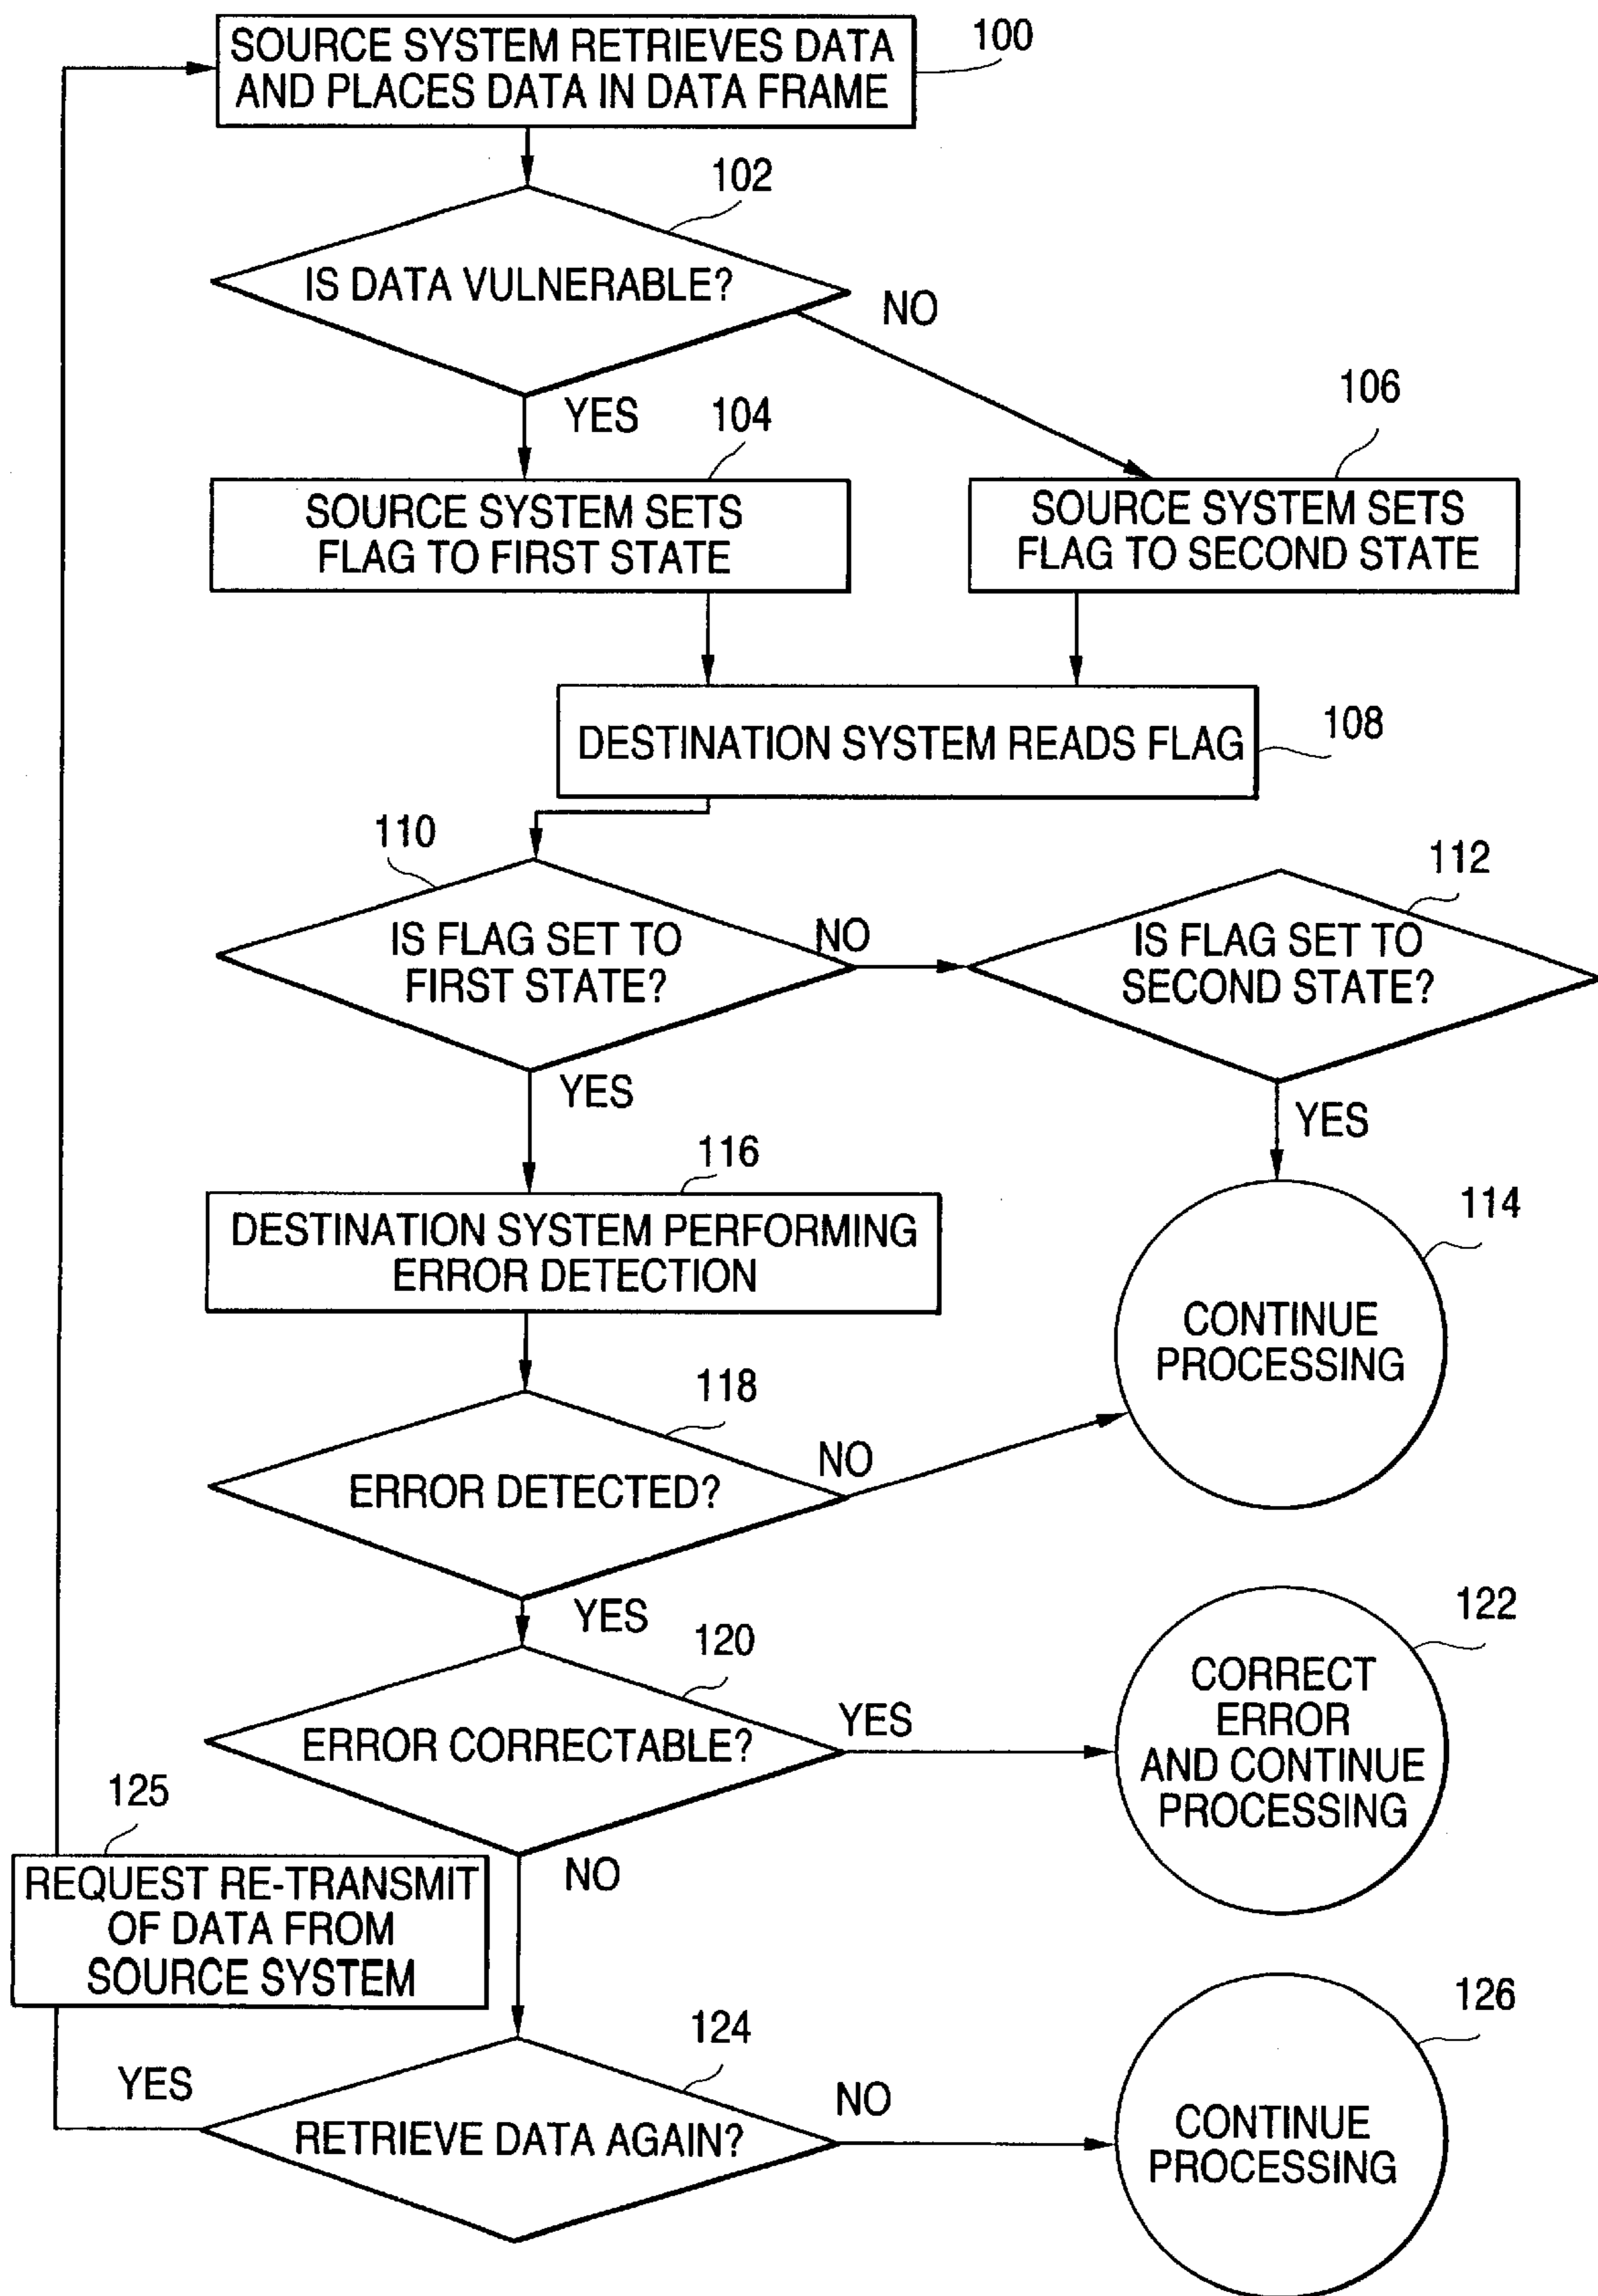 SOURCE SYSTEM RETRIEVES DATA
AND PLACES DATA IN DATA FRAME
100
102
IS DATA VULNERABLE?
NO
YES
104
106
SOURCE SYSTEM SETS
FLAG TO FIRST STATE
SOURCE SYSTEM SETS
FLAG TO SECOND STATE
DESTINATION SYSTEM READS FLAG
108
110
112
IS FLAG SET TO
FIRST STATE?
NO
IS FLAG SET TO
SECOND STATE?
YES
YES
116
DESTINATION SYSTEM PERFORMING
ERROR DETECTION
114
CONTINUE
PROCESSING
118
ERROR DETECTED?
NO
YES
120
ERROR CORRECTABLE?
YES
122
CORRECT
ERROR
AND CONTINUE
PROCESSING
125
REQUEST RE-TRANSMIT
OF DATA FROM
SOURCE SYSTEM
NO
124
YES
RETRIEVE DATA AGAIN?
NO
126
CONTINUE
PROCESSING